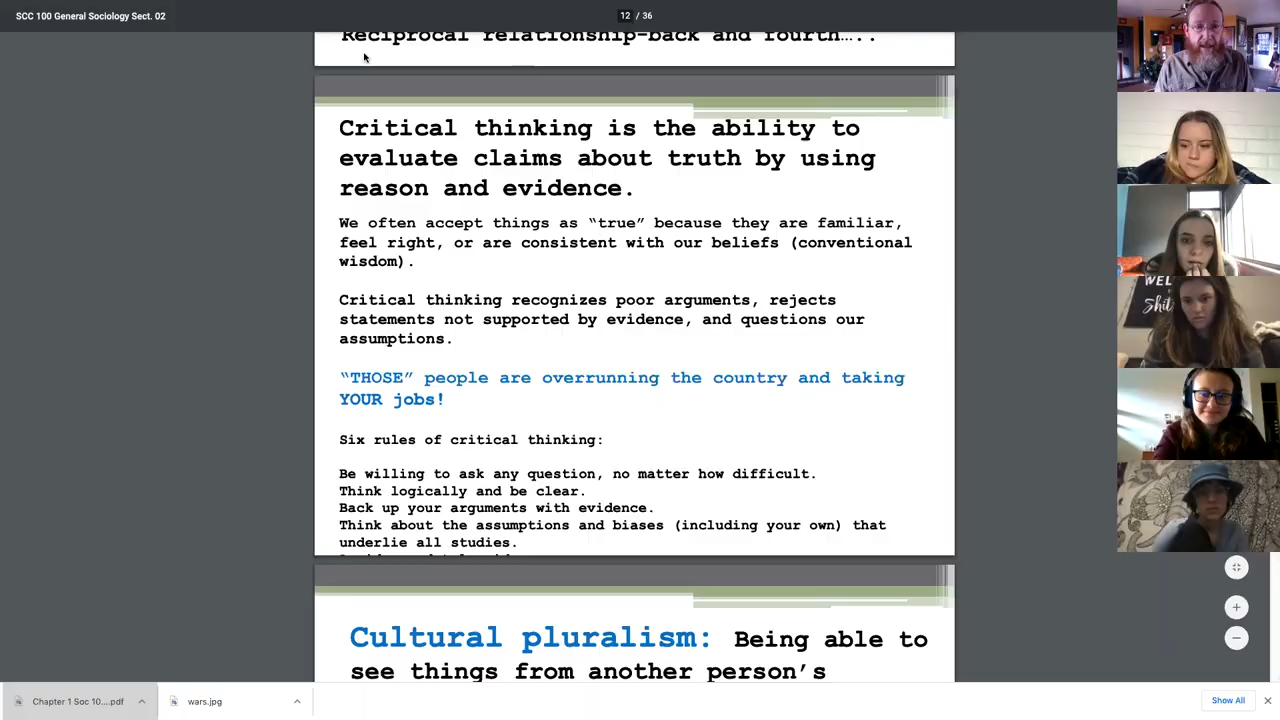 SCC 100 General Sociology Sect. 02
12 / 36
Reciprocal relationship-back and fourth…..
Critical thinking is the ability to
evaluate claims about truth by using
reason and evidence.
We often accept things as “true” because they are familiar,
feel right, or are consistent with our beliefs (conventional
wisdom).
Critical thinking recognizes poor arguments, rejects
statements not supported by evidence, and questions our
assumptions.
“THOSE” people are overrunning the country and taking
YOUR jobs!
Six rules of critical thinking:
Be willing to ask any question, no matter how difficult.
Think logically and be clear.
Back up your arguments with evidence.
Think about the assumptions and biases (including your own) that
underlie all studies.
Cultural pluralism: Being able to
see things from another person’s
WEL
Shit
Chapter 1 Soc 10....pdf
wars.jpg
Show All